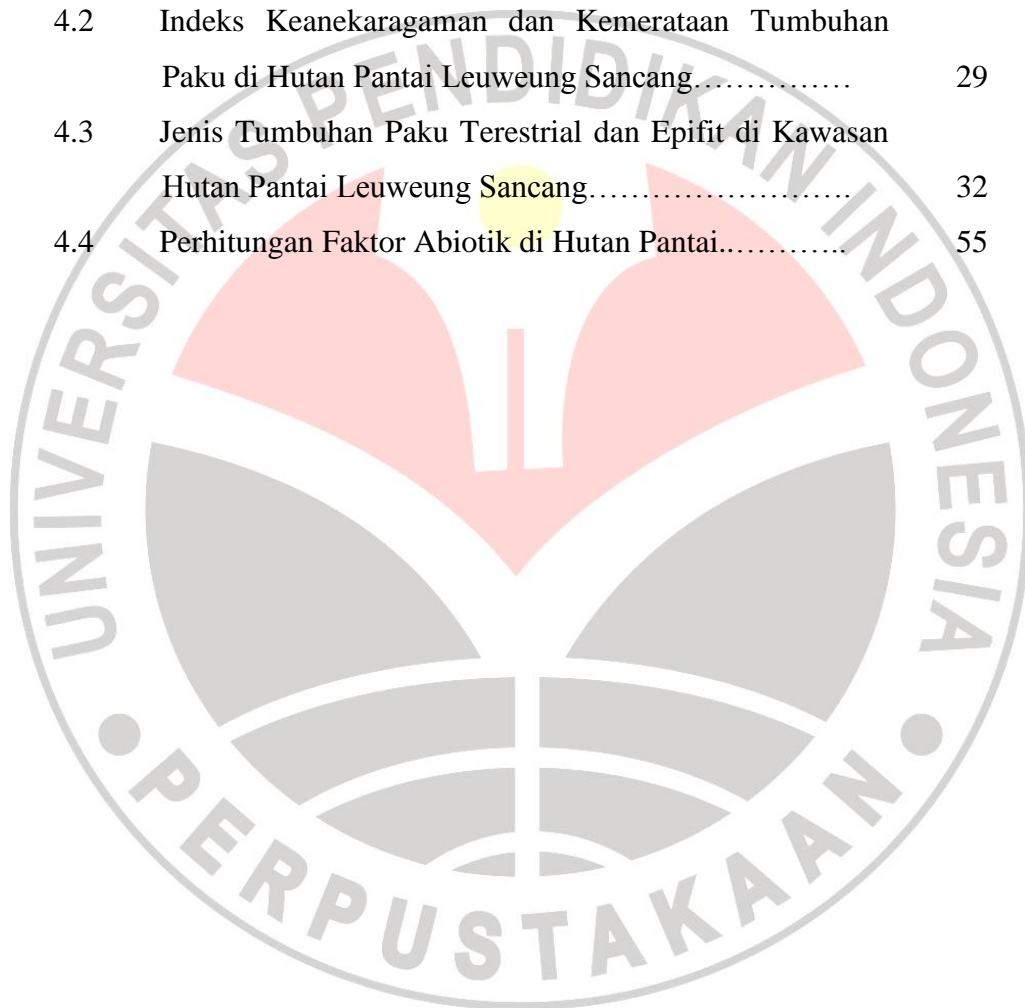 4.2 Indeks Keanekaragaman dan Kemerataan Tumbuhan
Paku di Hutan Pantai Leuweung Sancang…………… 29
4.3 Jenis Tumbuhan Paku Terestrial dan Epifit di Kawasan
Hutan Pantai Leuweung Sancang……………………. 32
4.4 Perhitungan Faktor Abiotik di Hutan Pantai..……….. 55
UNIVERSITAS PENDIDIKAN INDONESIA
PERPUSTAKAAN